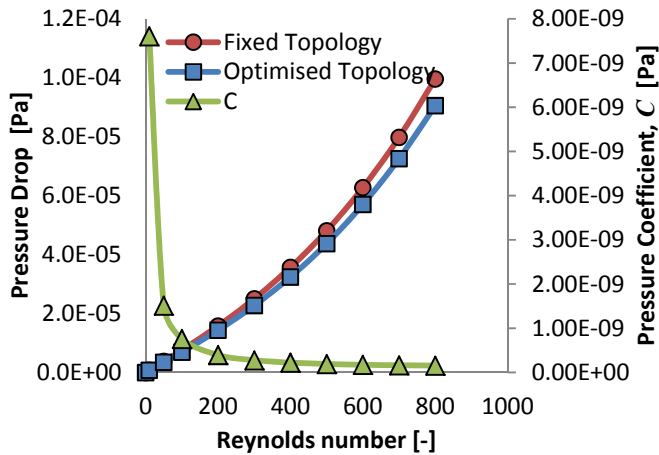 1.2E-04
1.0E-04
8.0E-05
6.0E-05
4.0E-05
2.0E-05
0.0E+00
Pressure Drop [Pa]
Fixed Topology
Optimised Topology
C
8.00E-09
7.00E-09
6.00E-09
5.00E-09
4.00E-09
3.00E-09
2.00E-09
1.00E-09
0.00E+00
Pressure Coefficient, C [Pa]
0 200 400 600 800 1000
Reynolds number [-]